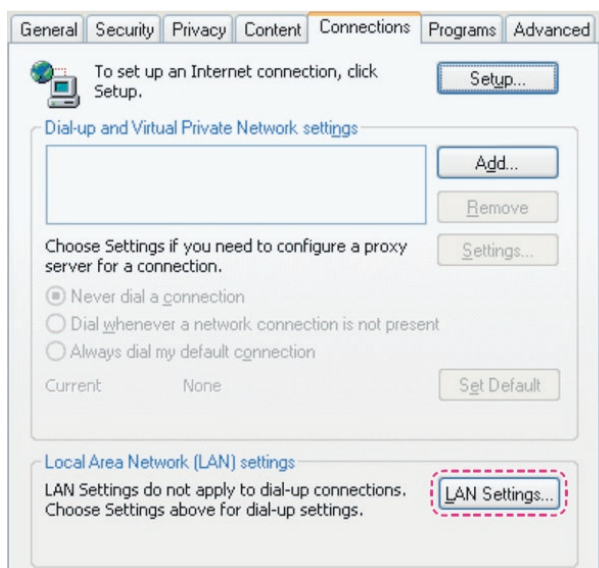 General Security Privacy Content Connections Programs Advanced
To set up an Internet connection, click
Setup.
Setup...
Dial-up and Virtual Private Network settings
Add...
Remove
Choose Settings if you need to configure a proxy
server for a connection.
Settings...
Never dial a connection
Dial whenever a network connection is not present
Always dial my default connection
Current None
Set Default
Local Area Network (LAN) settings
LAN Settings do not apply to dial-up connections.
Choose Settings above for dial-up settings.
LAN Settings...